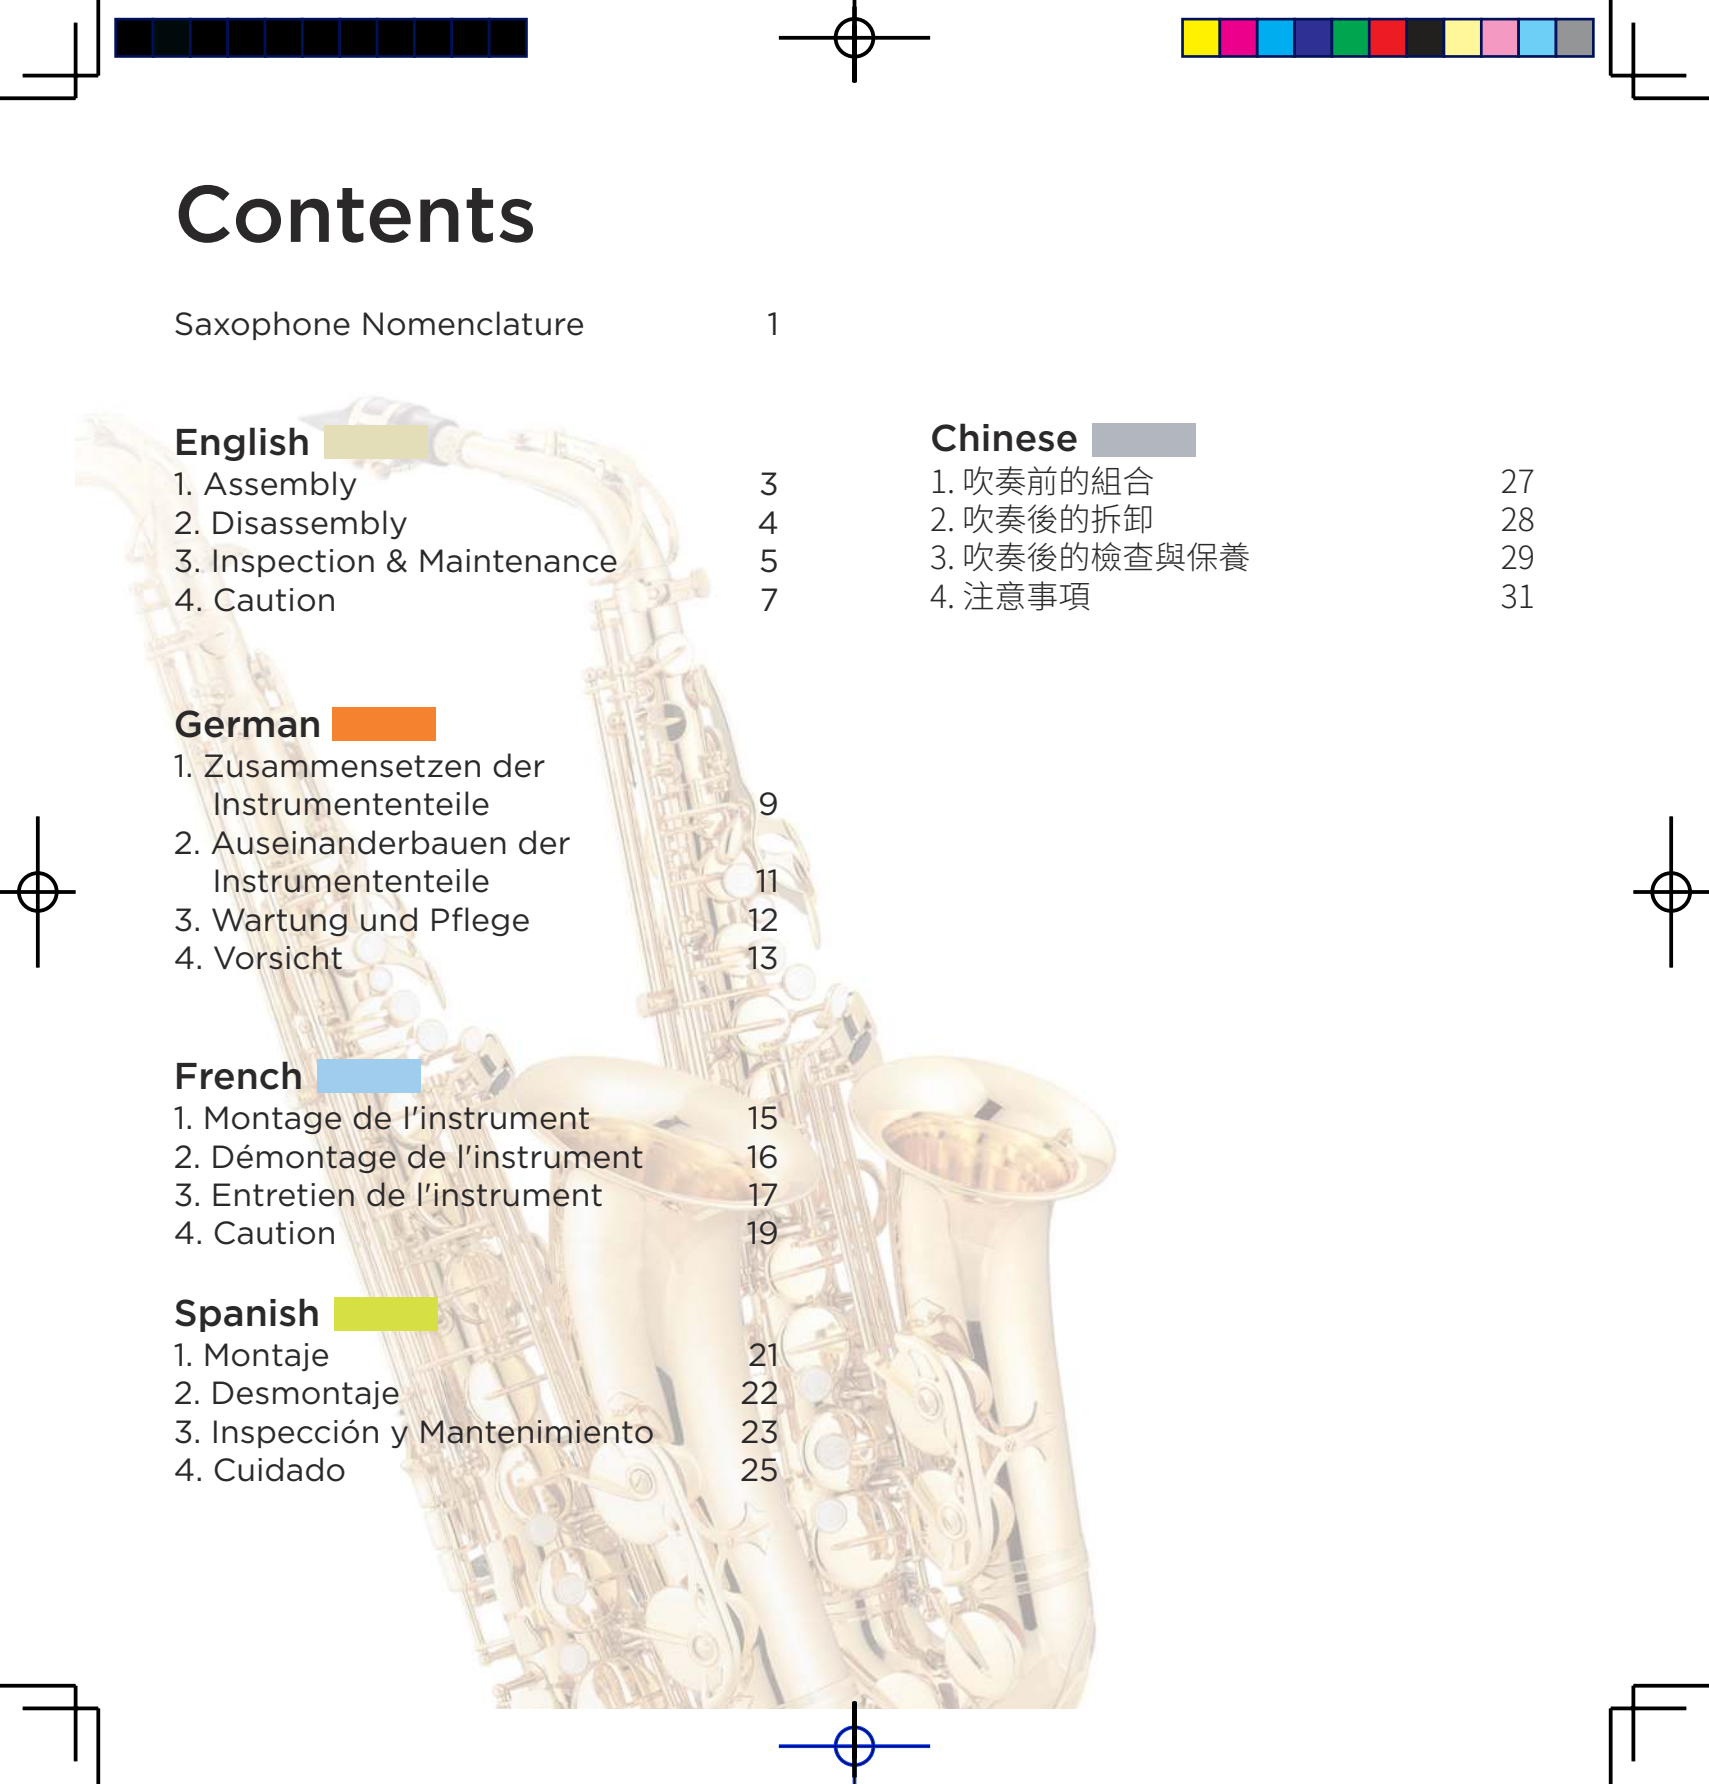 Contents
Saxophone Nomenclature 1
English
1. Assembly 3
2. Disassembly 4
3. Inspection & Maintenance 5
4. Caution 7
German
1. Zusammensetzen der
Instrumententeile 9
2. Auseinanderbauen der
Instrumententeile 11
3. Wartung und Pflege 12
4. Vorsicht 13
French
1. Montage de l'instrument 15
2. Démontage de l'instrument 16
3. Entretien de l'instrument 17
4. Caution 19
Spanish
1. Montaje 21
2. Desmontaje 22
3. Inspección y Mantenimiento 23
4. Cuidado 25
Chinese
1. 吹奏前的組合 27
2. 吹奏後的拆卸 28
3. 吹奏後的檢查與保養 29
4. 注意事項 31